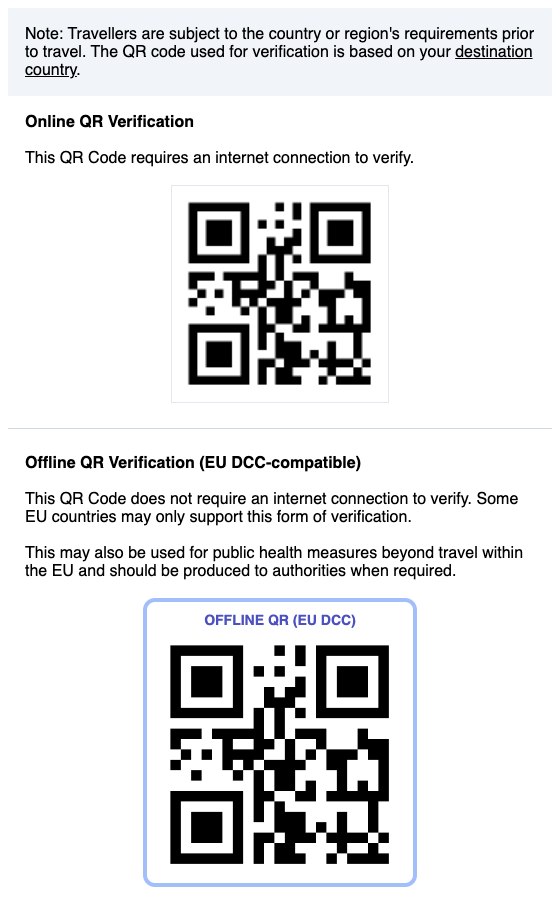 Note: Travellers are subject to the country or region's requirements prior
to travel. The QR code used for verification is based on your destination
country.
Online QR Verification
This QR Code requires an internet connection to verify.
Offline QR Verification (EU DCC-compatible)
This QR Code does not require an internet connection to verify. Some
EU countries may only support this form of verification.
This may also be used for public health measures beyond travel within
the EU and should be produced to authorities when required.
OFFLINE QR (EU DCC)